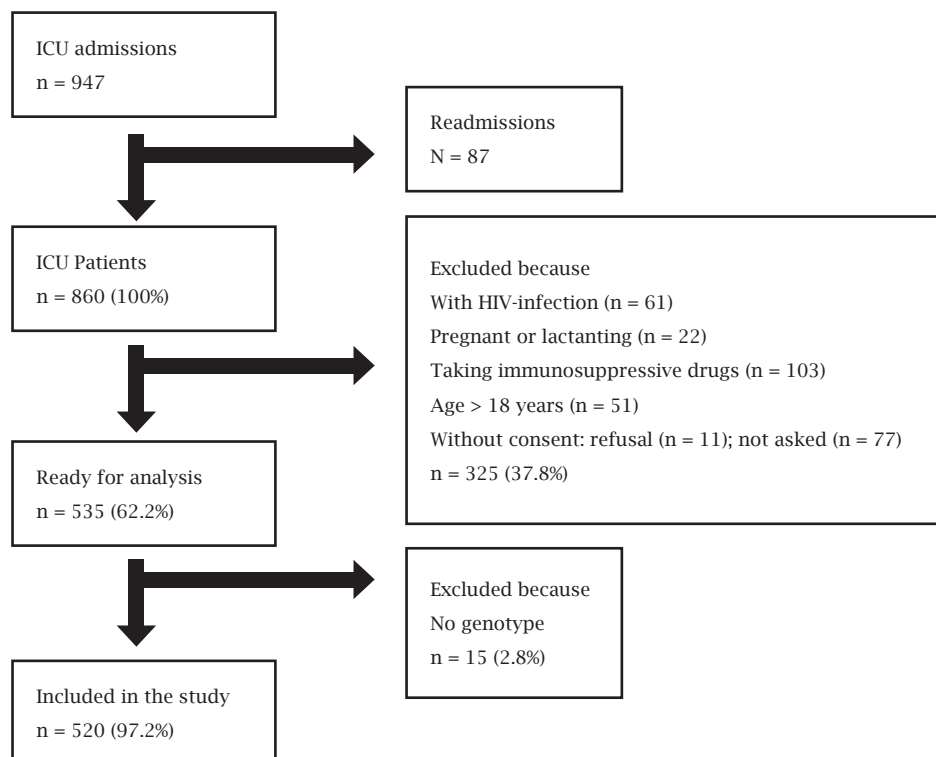 ICU admissions
n = 947
Readmissions
N = 87
ICU Patients
n = 860 (100%)
Excluded because
With HIV-infection (n = 61)
Pregnant or lactanting (n = 22)
Taking immunosuppressive drugs (n = 103)
Age > 18 years (n = 51)
Without consent: refusal (n = 11); not asked (n = 77)
n = 325 (37.8%)
Ready for analysis
n = 535 (62.2%)
Excluded because
No genotype
n = 15 (2.8%)
Included in the study
n = 520 (97.2%)